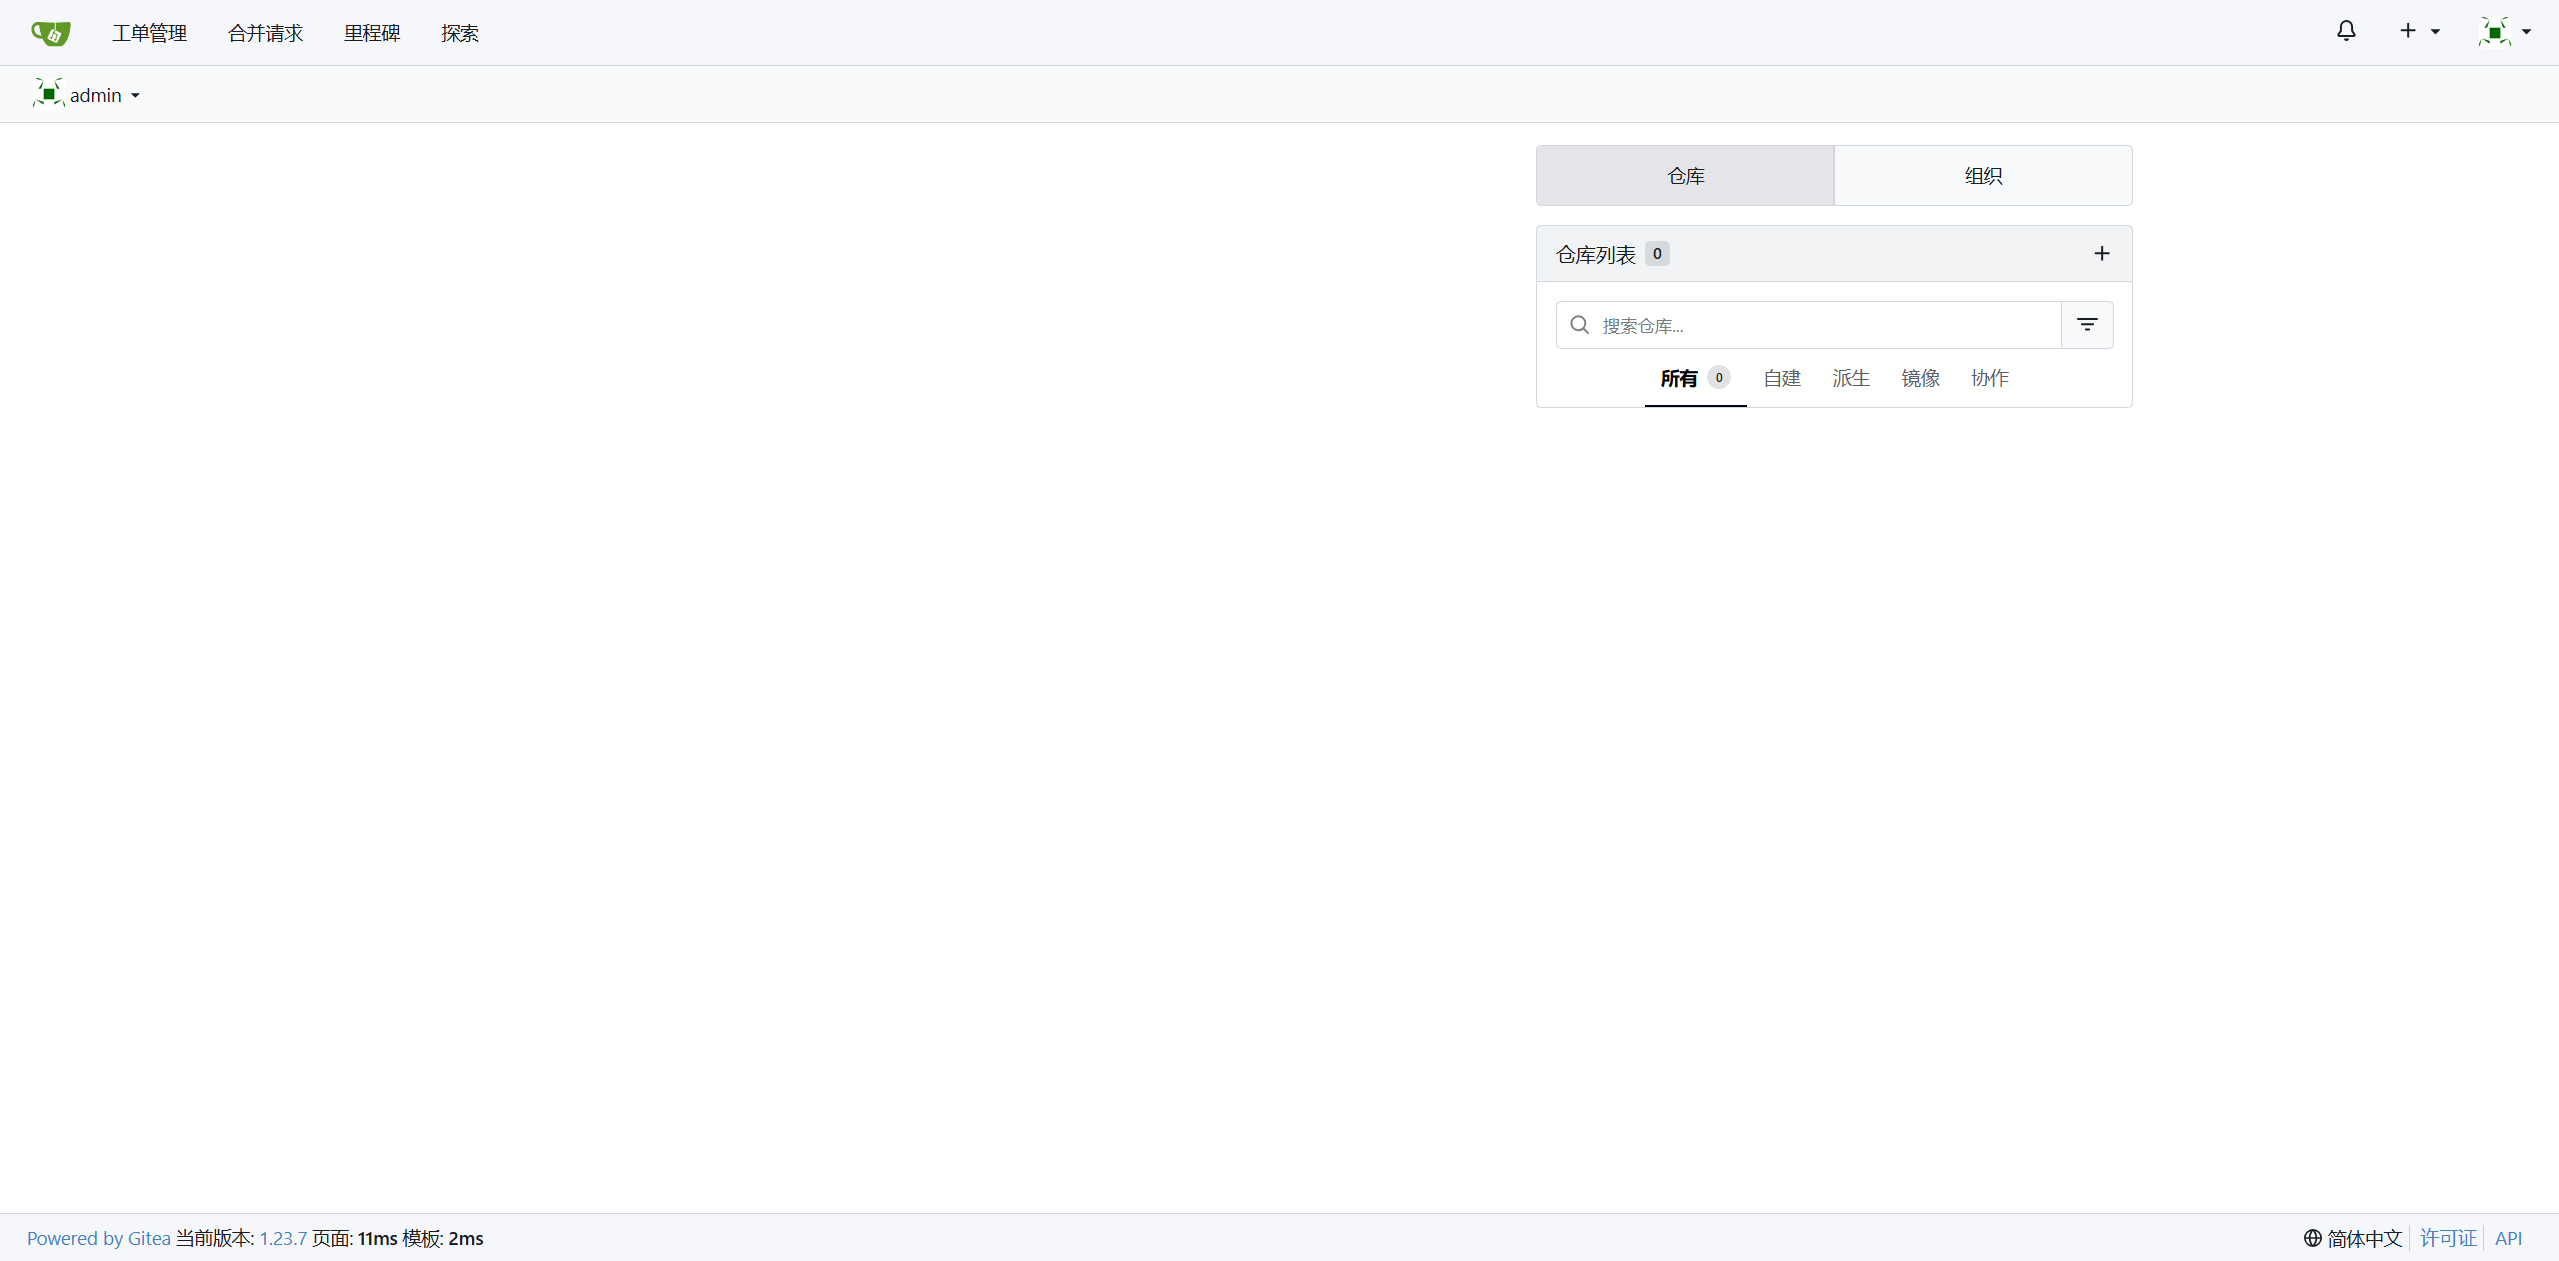 工单管理 合并请求 里程碑 探索
admin
仓库 组织
仓库列表 0
搜索仓库...
所有 0 自建 派生 镜像 协作
Powered by Gitea 当前版本: 1.23.7 页面: 11ms 模板: 2ms 简体中文 许可证 API